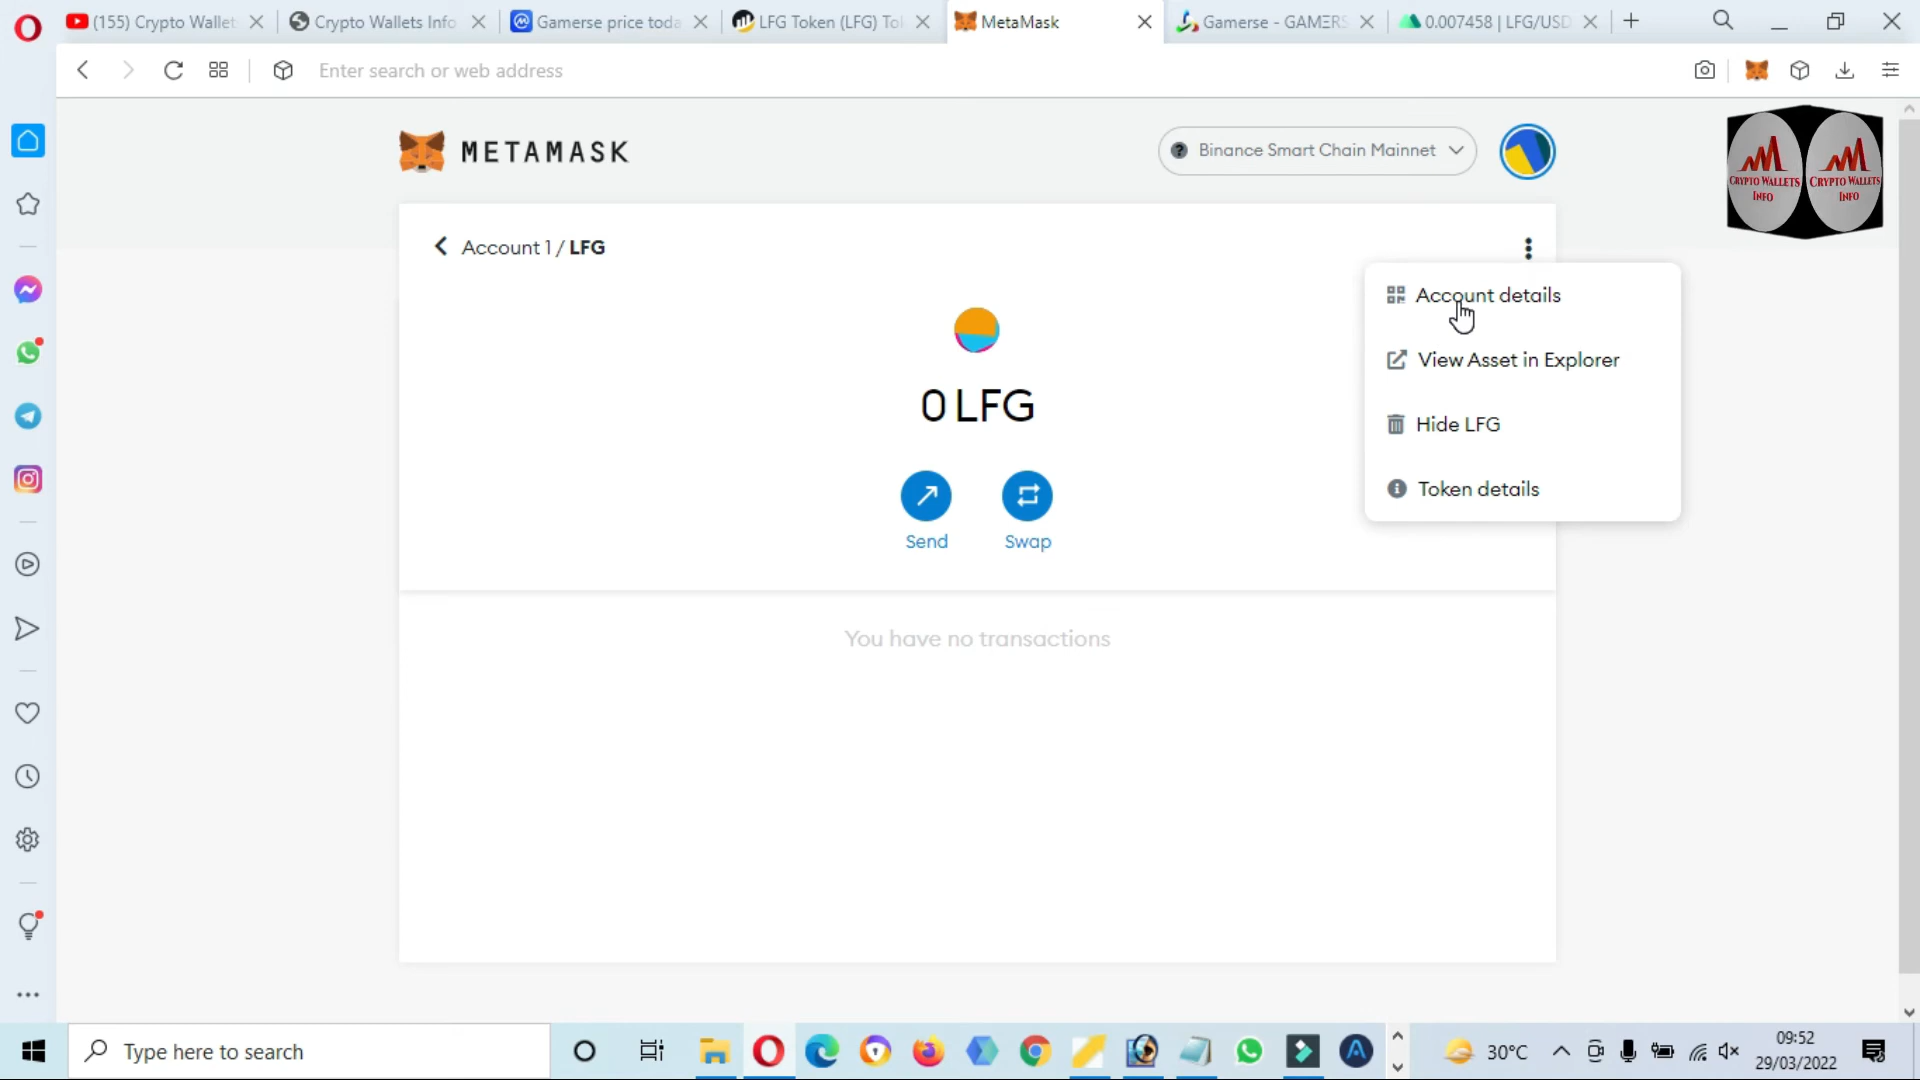 (155) Crypto Wallet
Crypto Wallets Info
Gamerse price toda
LFG Token (LFG) Tok
MetaMask
Gamerse - GAMERS
0.007458 | LFG/USD
Enter search or web address
METAMASK
Binance Smart Chain Mainnet
CRYPTO WALLETS
INFO
CRYPTO WALLETS
INFO
Account 1 / LFG
Account details
View Asset in Explorer
Hide LFG
Token details
0 LFG
Send
Swap
You have no transactions
Type here to search
30°C
09:52
29/03/2022